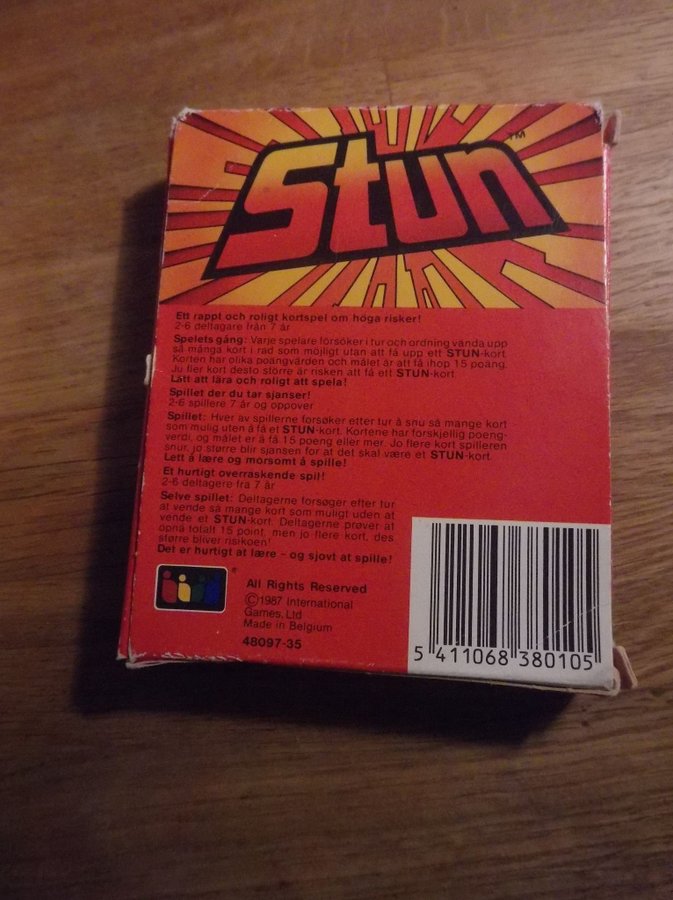 Stun™
Ett rappt och roligt kortspel om höga risker!
2-6 deltagare från 7 år
Spelets gång: Varje spelare försöker i tur och ordning vända upp
så många kort i rad som möjligt utan att få upp ett STUN-kort.
Korten har olika poängvärden och målet är att få ihop 15 poäng.
Ju fler kort desto större är risken att få ett STUN-kort.
Lätt att lära och roligt att spela!
Spillet der du tar sjanser!
2-6 spillere 7 år og oppover
Spillet: Hver av spillerne forsøker etter tur å snu så mange kort
som mulig uten å få et STUN-kort. Kortene har forskjellig poeng-
verdi, og målet er å få 15 poeng eller mer. Jo flere kort spilleren
snur, jo større blir sjansen for at det skal være et STUN-kort.
Lett å lære og morsomt å spille!
Et hurtigt overraskende spil!
2-6 deltagere fra 7 år
Selve spillet: Deltagerne forsøger efter tur
at vende så mange kort som muligt uden at
vende et STUN-kort. Deltagerne prøver at
opnå totalt 15 point, men jo flere kort, des
større bliver risikoen!
Det er hurtigt at lære - og sjovt at spille!
®
All Rights Reserved
©1987 International
Games, Ltd
Made in Belgium
48097-35
5 411068 380105